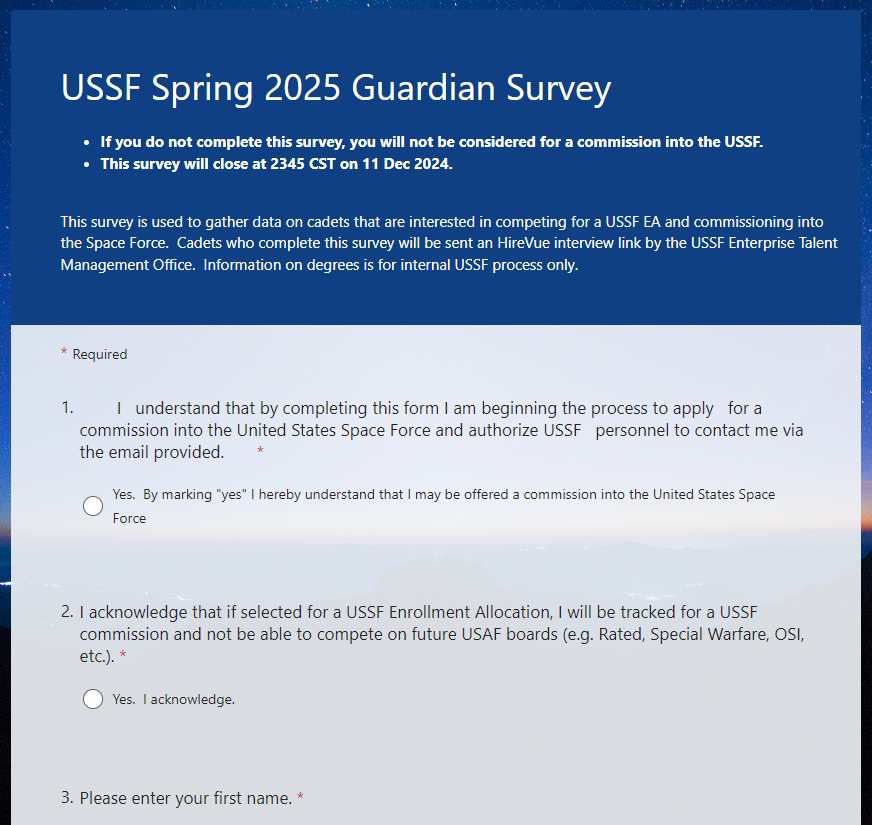 USSF Spring 2025 Guardian Survey
• If you do not complete this survey, you will not be considered for a commission into the USSF.
• This survey will close at 2345 CST on 11 Dec 2024.
This survey is used to gather data on cadets that are interested in competing for a USSF EA and commissioning into
the Space Force.  Cadets who complete this survey will be sent an HireVue interview link by the USSF Enterprise Talent
Management Office.  Information on degrees is for internal USSF process only.
* Required
1. I understand that by completing this form I am beginning the process to apply for a
commission into the United States Space Force and authorize USSF personnel to contact me via
the email provided. *
Yes.  By marking "yes" I hereby understand that I may be offered a commission into the United States Space
Force
2. I acknowledge that if selected for a USSF Enrollment Allocation, I will be tracked for a USSF
commission and not be able to compete on future USAF boards (e.g. Rated, Special Warfare, OSI,
etc.). *
Yes.  I acknowledge.
3. Please enter your first name. *